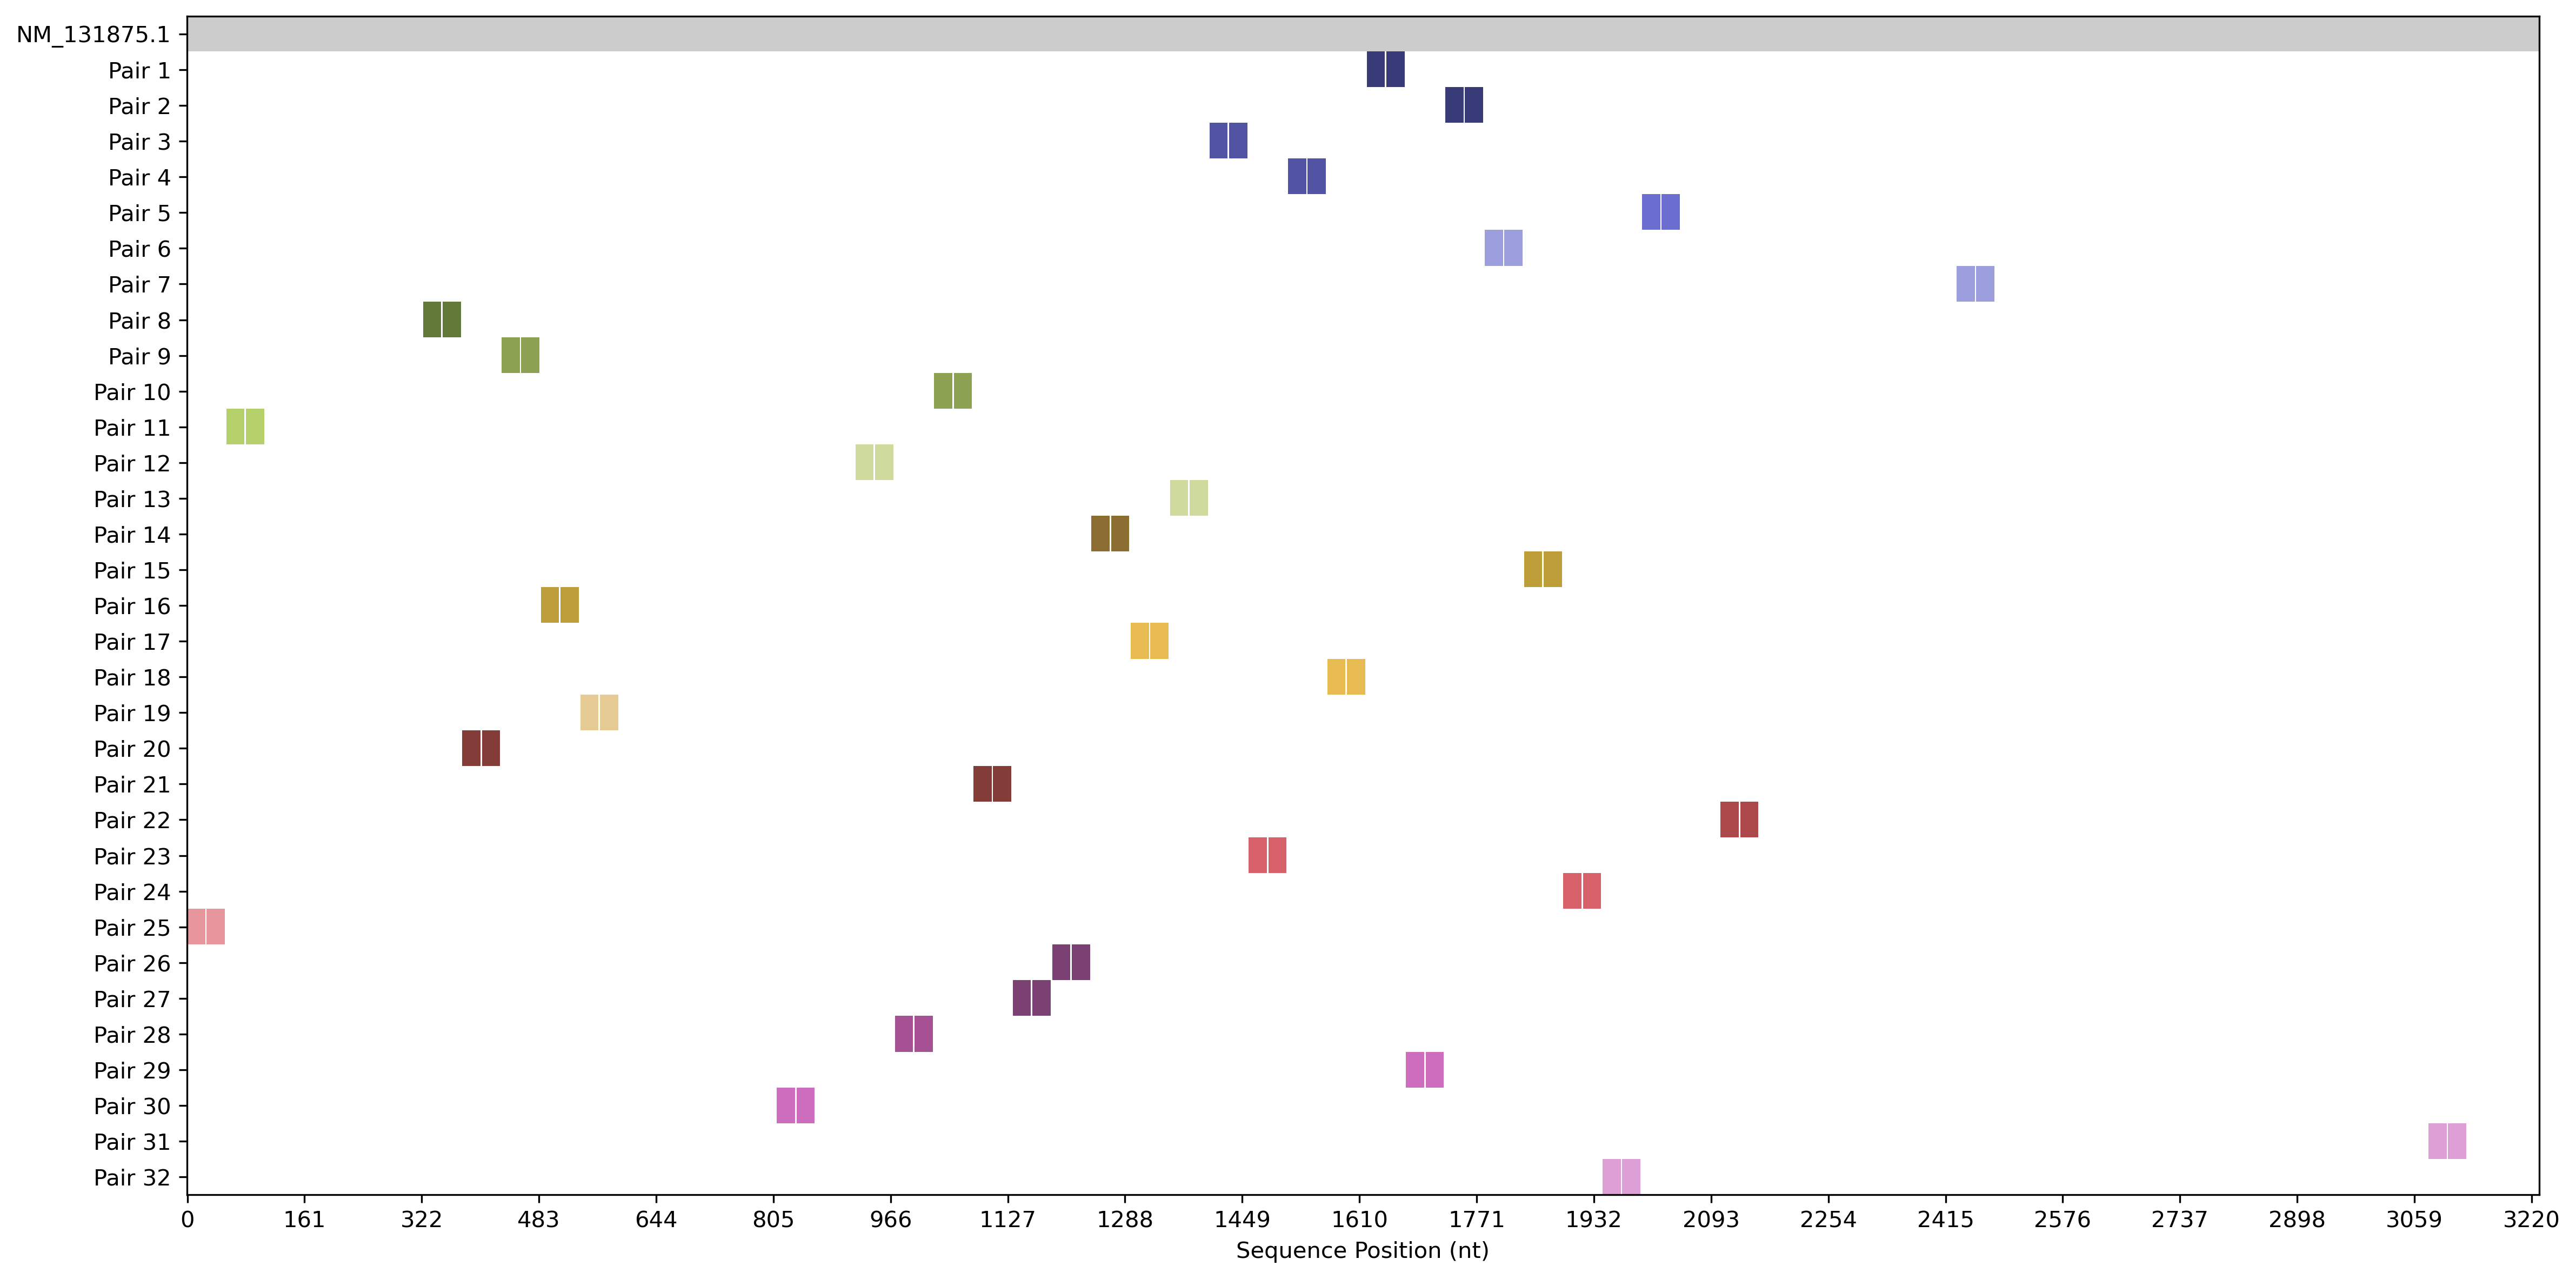 NM_131875.1
Pair 1
Pair 2
Pair 3
Pair 4
Pair 5
Pair 6
Pair 7
Pair 8
Pair 9
Pair 10
Pair 11
Pair 12
Pair 13
Pair 14
Pair 15
Pair 16
Pair 17
Pair 18
Pair 19
Pair 20
Pair 21
Pair 22
Pair 23
Pair 24
Pair 25
Pair 26
Pair 27
Pair 28
Pair 29
Pair 30
Pair 31
Pair 32
0 161 322 483 644 805 966 1127 1288 1449 1610 1771 1932 2093 2254 2415 2576 2737 2898 3059 3220
Sequence Position (nt)